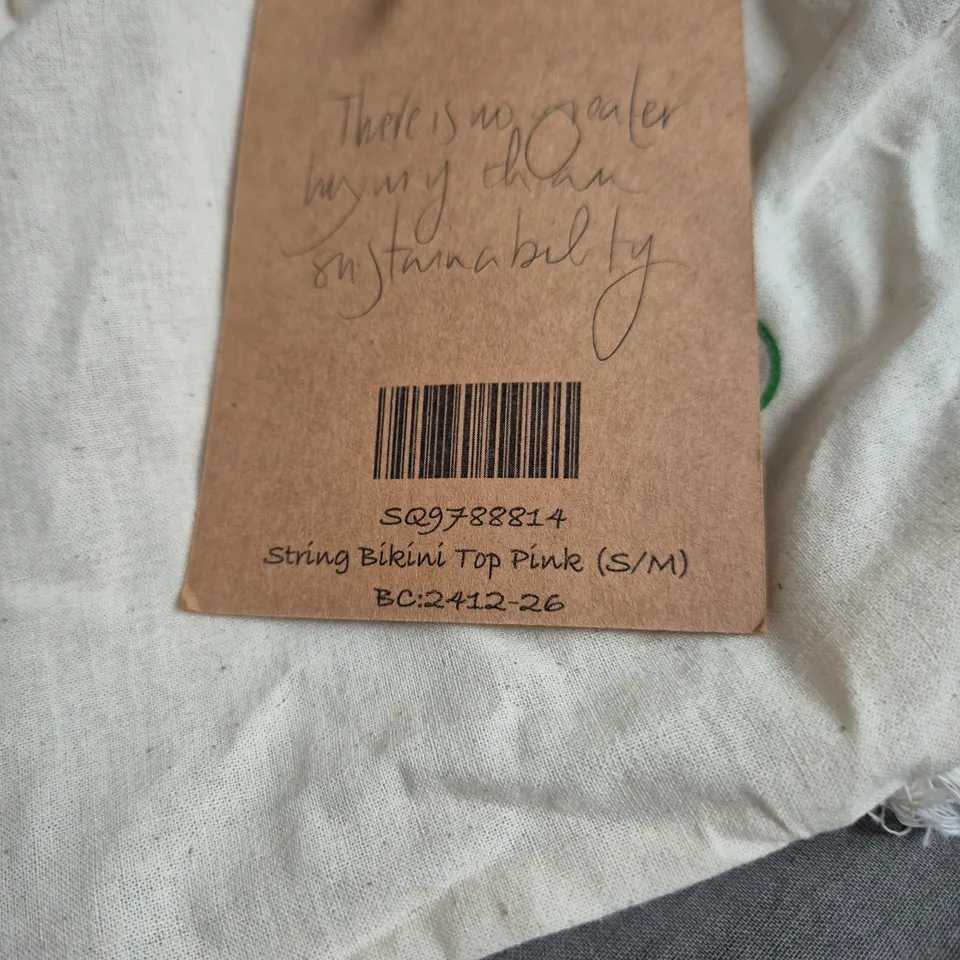 There is no greater
luxury than
sustainability
SQ9788814
String Bikini Top Pink (S/M)
BC:2412-26